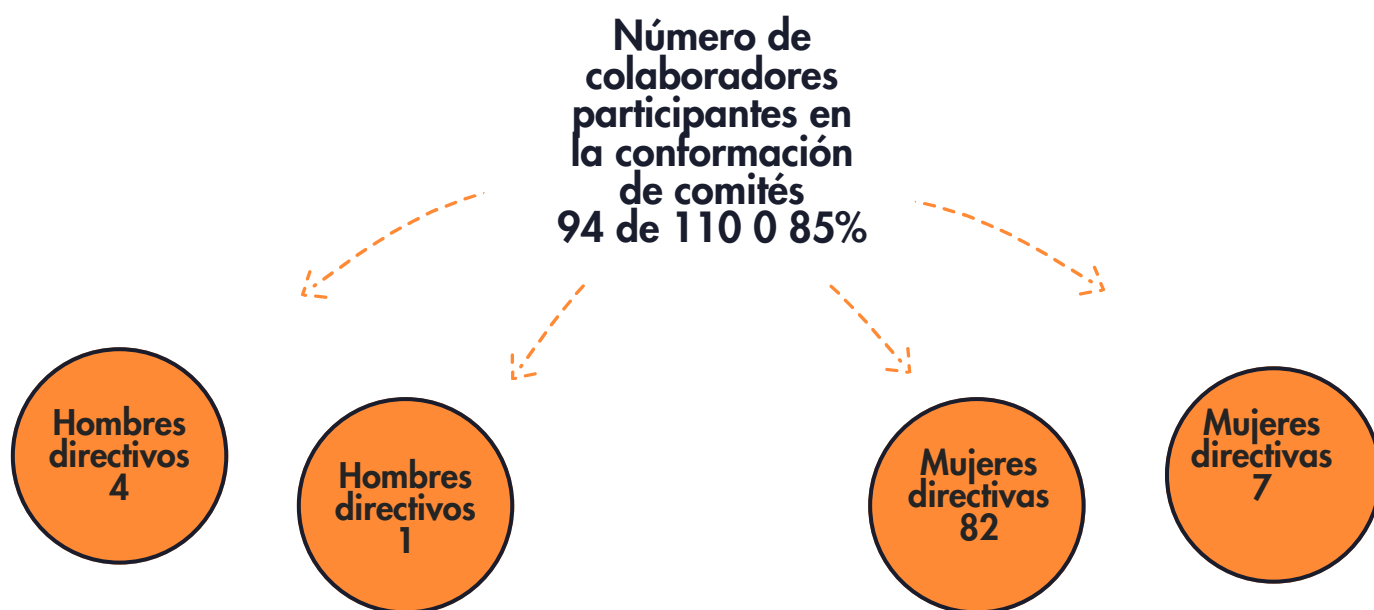 Número de
colaboradores
participantes en
la conformación
de comités
94 de 110 0 85%
Hombres
directivos
4
Hombres
directivos
1
Mujeres
directivas
82
Mujeres
directivas
7